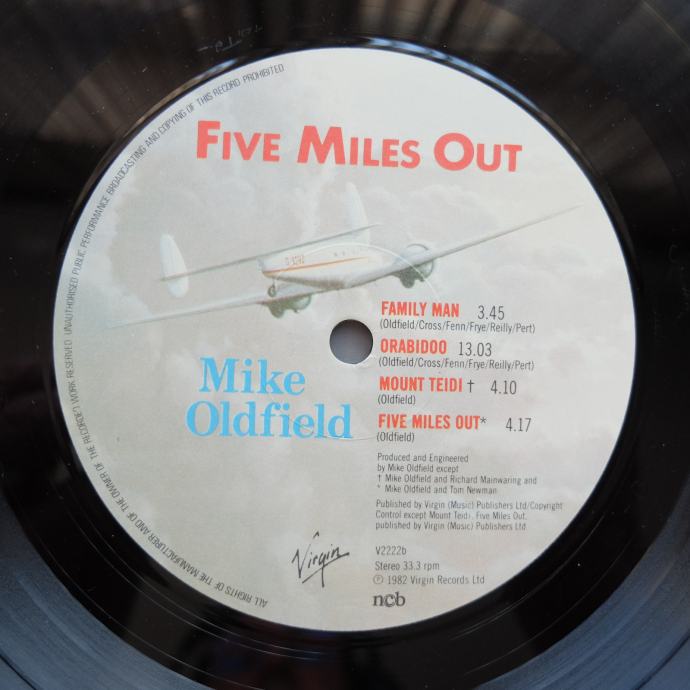 ALL RIGHTS OF THE MANUFACTURER AND OF THE OWNER OF THE RECORDED WORK RESERVED UNAUTHORISED PUBLIC PERFORMANCE BROADCASTING AND COPYING OF THIS RECORD PROHIBITED
FIVE MILES OUT
FAMILY MAN 3.45
(Oldfield/Cross/Fenn/Frye/Reilly/Pert)
ORABIDOO 13.03
(Oldfield/Cross/Fenn/Frye/Reilly/Pert)
MOUNT TEIDI † 4.10
(Oldfield)
FIVE MILES OUT* 4.17
(Oldfield)
Mike
Oldfield
Produced and Engineered
by Mike Oldfield except
† Mike Oldfield and Richard Mainwaring and
* Mike Oldfield and Tom Newman
Published by Virgin (Music) Publishers Ltd/Copyright
Control except Mount Teidi, Five Miles Out,
published by Virgin (Music) Publishers Ltd
Virgin
V2222b
Stereo 33.3 rpm
℗ 1982 Virgin Records Ltd
ncb